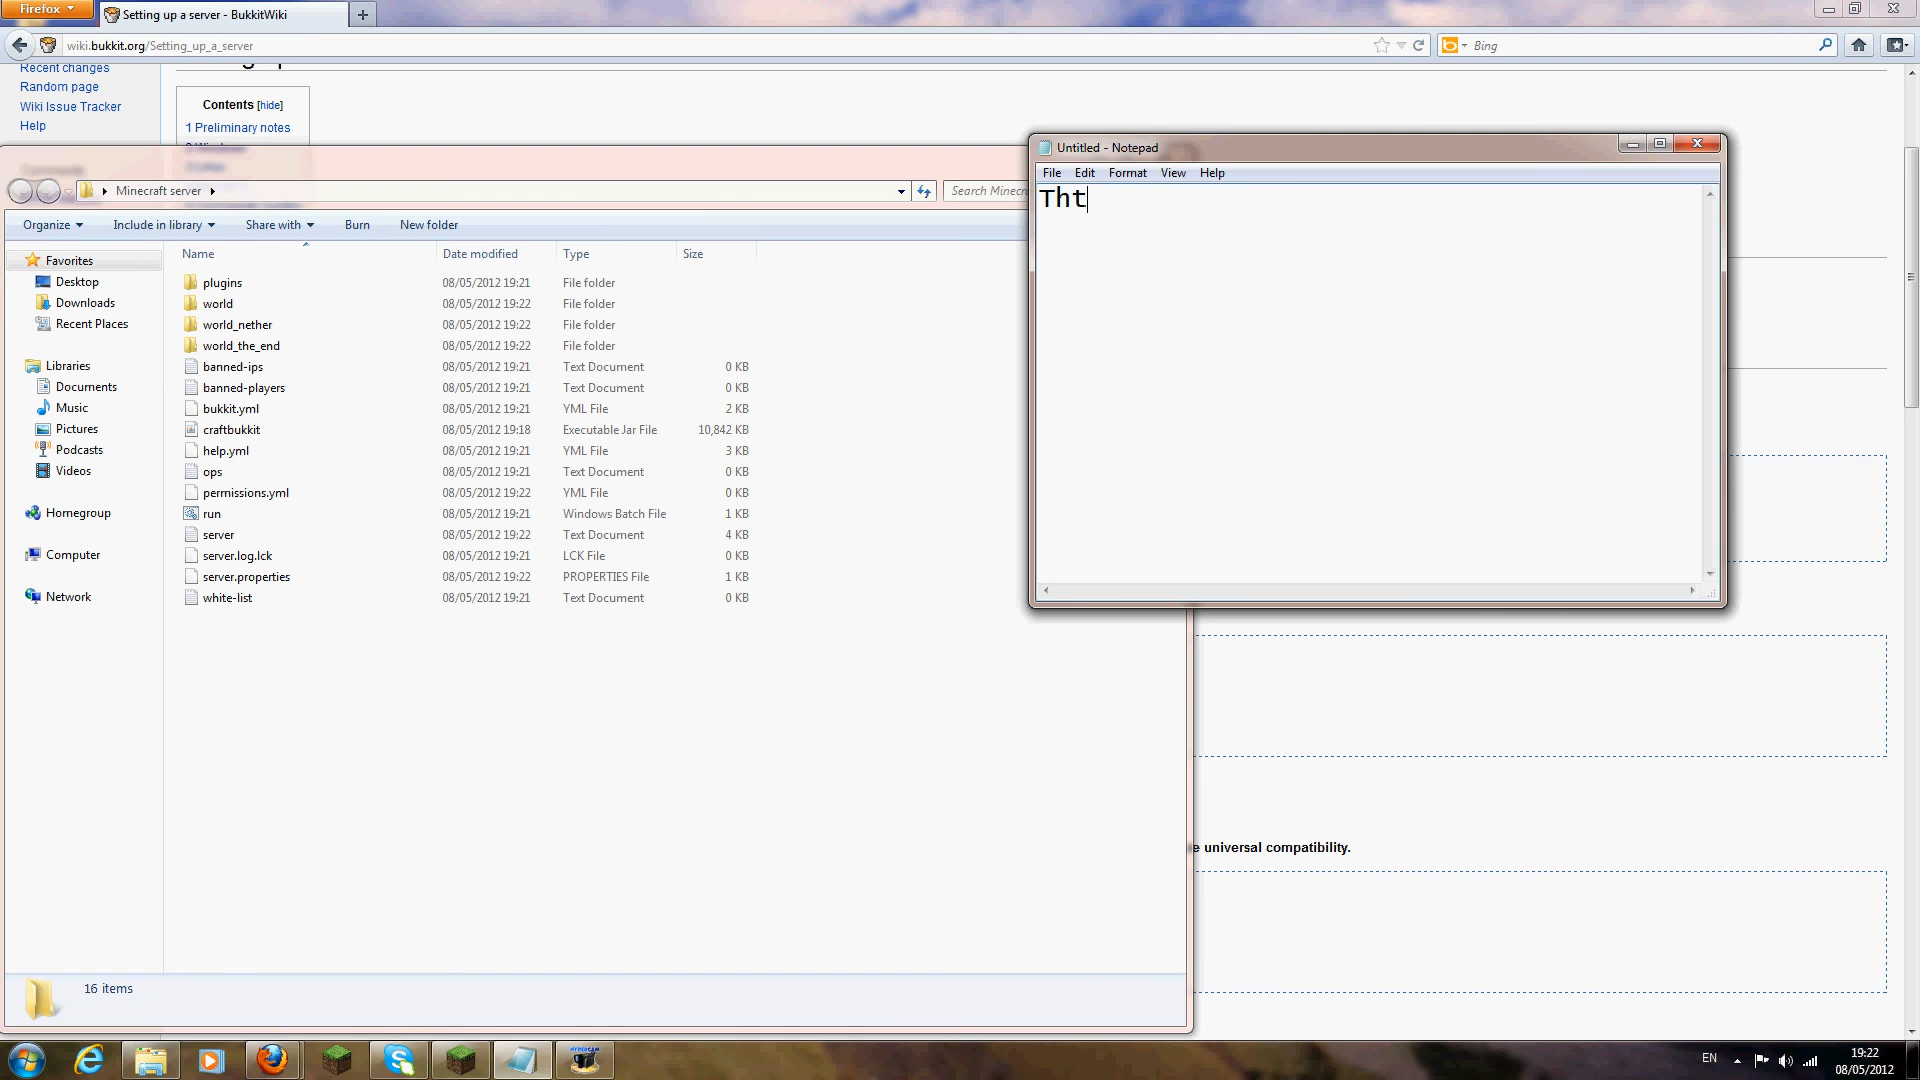 Firefox
Setting up a server - BukkitWiki
wiki.bukkit.org/Setting_up_a_server
Bing
Recent changes
Random page
Wiki Issue Tracker
Help
Contents [hide]
1 Preliminary notes
Minecraft server
Search Minecr
Organize
Include in library
Share with
Burn
New folder
Name
Date modified
Type
Size
Favorites
Desktop
Downloads
Recent Places
Libraries
Documents
Music
Pictures
Podcasts
Videos
Homegroup
Computer
Network
plugins 08/05/2012 19:21 File folder
world 08/05/2012 19:22 File folder
world_nether 08/05/2012 19:22 File folder
world_the_end 08/05/2012 19:22 File folder
banned-ips 08/05/2012 19:21 Text Document 0 KB
banned-players 08/05/2012 19:21 Text Document 0 KB
bukkit.yml 08/05/2012 19:21 YML File 2 KB
craftbukkit 08/05/2012 19:18 Executable Jar File 10,842 KB
help.yml 08/05/2012 19:21 YML File 3 KB
ops 08/05/2012 19:21 Text Document 0 KB
permissions.yml 08/05/2012 19:22 YML File 0 KB
run 08/05/2012 19:21 Windows Batch File 1 KB
server 08/05/2012 19:22 Text Document 4 KB
server.log.lck 08/05/2012 19:21 LCK File 0 KB
server.properties 08/05/2012 19:22 PROPERTIES File 1 KB
white-list 08/05/2012 19:21 Text Document 0 KB
16 items
Untitled - Notepad
File Edit Format View Help
Tht
e universal compatibility.
HYPERCAM
EN
19:22
08/05/2012